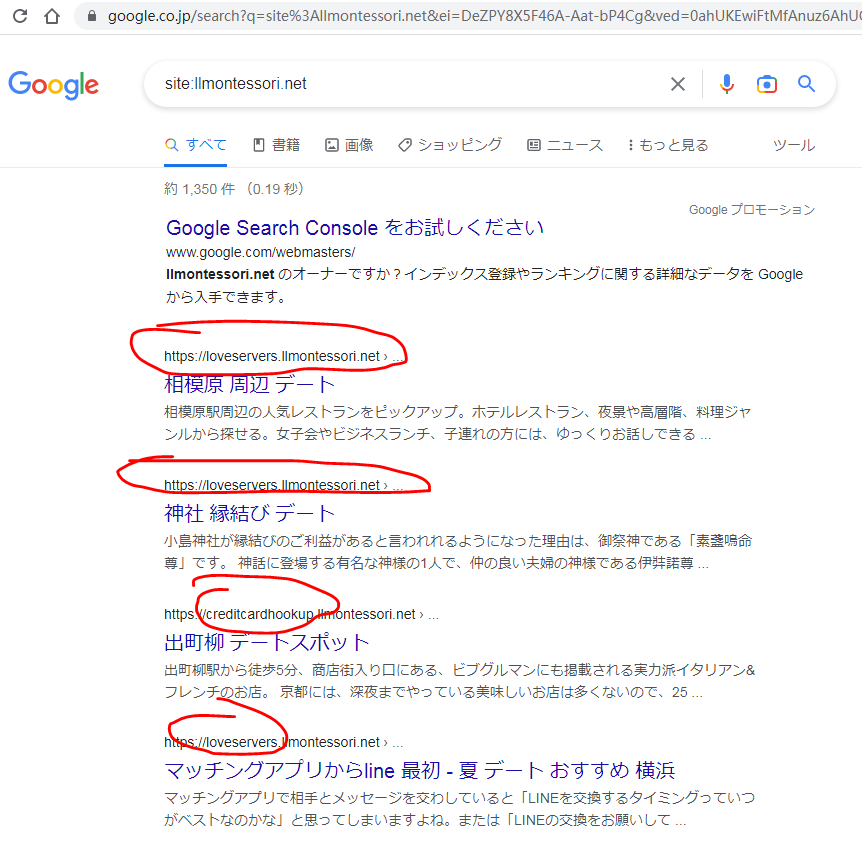 google.co.jp/search?q=site%3Allmontessori.net&ei=DeZPY8X5F46A-Aat-bP4Cg&ved=0ahUKEwiFtMfAnuz6AhU
Google
site:llmontessori.net
すべて 書籍 画像 ショッピング ニュース もっと見る ツール
約 1,350 件 （0.19 秒）
Google プロモーション
Google Search Console をお試しください
www.google.com/webmasters/
llmontessori.net のオーナーですか？インデックス登録やランキングに関する詳細なデータを Google
から入手できます。
https://loveservers.llmontessori.net › ...
相模原 周辺 デート
相模原駅周辺の人気レストランをピックアップ。ホテルレストラン、夜景や高層階、料理ジャ
ンルから探せる。女子会やビジネスランチ、子連れの方には、ゆっくりお話しできる ...
https://loveservers.llmontessori.net › ...
神社 縁結び デート
小島神社が縁結びのご利益があると言われれるようになった理由は、御祭神である「素盞鳴命
尊」です。 神話に登場する有名な神様の1人で、仲の良い夫婦の神様である伊弉諾尊 ...
https://creditcardhookup.llmontessori.net › ...
出町柳 デートスポット
出町柳駅から徒歩5分、商店街入り口にある、ビブグルマンにも掲載される実力派イタリアン&
フレンチのお店。 京都には、深夜までやっている美味しいお店は多くないので、25 ...
https://loveservers.llmontessori.net › ...
マッチングアプリからline 最初 - 夏 デート おすすめ 横浜
マッチングアプリで相手とメッセージを交わしていると「LINEを交換するタイミングっていつ
がベストなのかな」と思ってしまいますよね。または「LINEの交換をお願いして ...